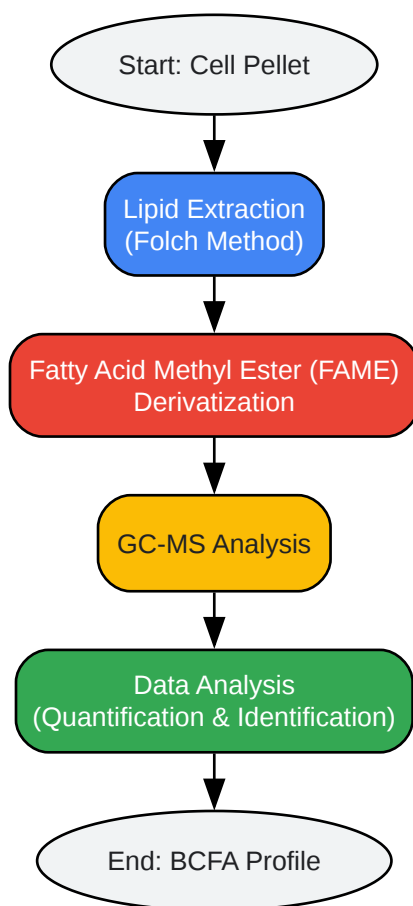 Start: Cell Pellet
Lipid Extraction
(Folch Method)
Fatty Acid Methyl Ester (FAME)
Derivatization
GC-MS Analysis
Data Analysis
(Quantification & Identification)
End: BCFA Profile